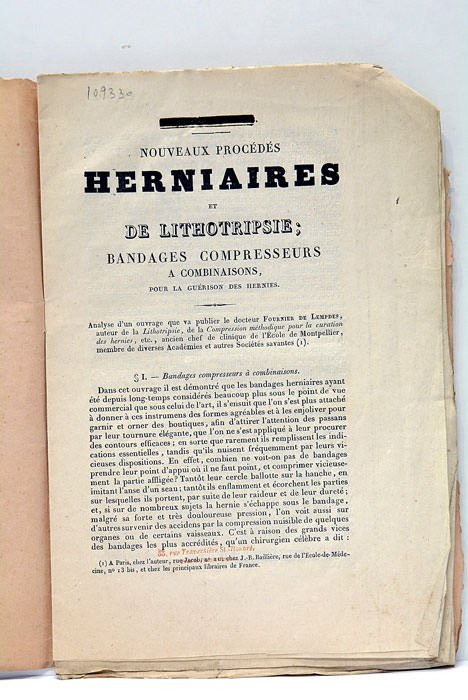 109330
NOUVEAUX PROCÉDÉS
HERNIAIRES
ET
DE LITHOTRIPSIE;
BANDAGES COMPRESSEURS
A COMBINAISONS,
POUR LA GUÉRISON DES HERNIES.
Analyse d'un ouvrage que va publier le docteur FOURNIER DE LEMPDES,
auteur de la Lithotripsie, de la Compression méthodique pour la curation
des hernies, etc., ancien chef de clinique de l'École de Montpellier,
membre de diverses Académies et autres Sociétés savantes (1).
§ I. — Bandages compresseurs à combinaisons.
Dans cet ouvrage il est démontré que les bandages herniaires ayant
été depuis long-temps considérés beaucoup plus sous le point de vue
commercial que sous celui de l'art, il s'ensuit que l'on s'est plus attaché
à donner à ces instrumens des formes agréables et à les enjoliver pour
garnir et orner des boutiques, afin d'attirer l'attention des passans
par leur tournure élégante, que l'on ne s'est appliqué à leur procurer
des contours efficaces; en sorte que rarement ils remplissent les indi-
cations essentielles, tandis qu'ils nuisent fréquemment par leurs vi-
cieuses dispositions. En effet, combien ne voit-on pas de bandages
prendre leur point d'appui où il ne faut point, et comprimer vicieuse-
ment la partie affligée? Tantôt leur cercle ballotte sur la hanche, en
imitant l'anse d'un seau; tantôt ils enflamment et écorchent les parties
sur lesquelles ils portent, par suite de leur raideur et de leur dureté;
et, si sur de nombreux sujets la hernie s'échappe sous le bandage,
malgré sa forte et très douloureuse pression, l'on voit aussi sur
d'autres survenir des accidens par la compression nuisible de quelques
organes ou de certains vaisseaux. C'est à raison des grands vices
des bandages les plus accrédités, qu'un chirurgien célèbre a dit :
35, rue Traversière St.-Honoré,
(1) A Paris, chez l'auteur, rue Jacob, chez J.-B. Baillière, rue de l'École-de-Méde-
cine, nº 13 bis, et chez les principaux libraires de France.